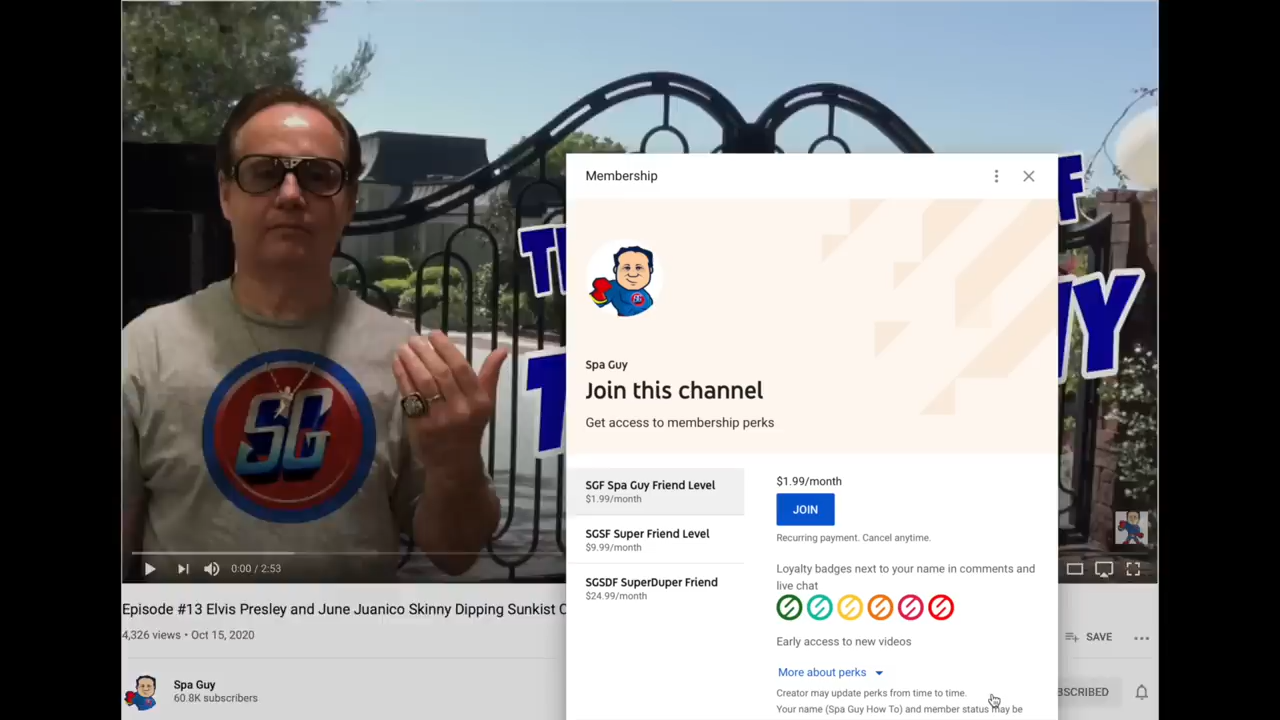 SG
Membership
Spa Guy
Join this channel
Get access to membership perks
SGF Spa Guy Friend Level
$1.99/month
SGSF Super Friend Level
$9.99/month
SGSDF SuperDuper Friend
$24.99/month
$1.99/month
JOIN
Recurring payment. Cancel anytime.
Loyalty badges next to your name in comments and
live chat
Early access to new videos
More about perks
Creator may update perks from time to time.
Your name (Spa Guy How To) and member status may be
0:00 / 2:53
Episode #13 Elvis Presley and June Juanico Skinny Dipping Sunkist
4,326 views • Oct 15, 2020
SAVE
Spa Guy
60.8K subscribers